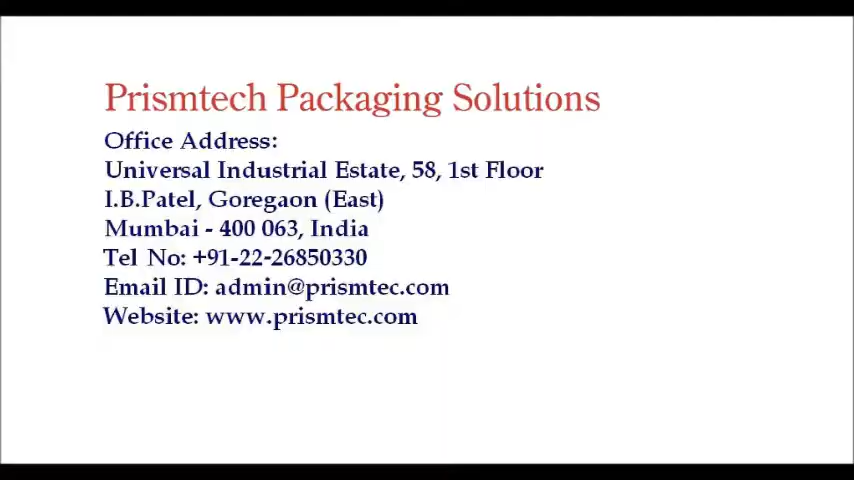 Prismtech Packaging Solutions
Office Address:
Universal Industrial Estate, 58, 1st Floor
I.B.Patel, Goregaon (East)
Mumbai - 400 063, India
Tel No: +91-22-26850330
Email ID: admin@prismtec.com
Website: www.prismtec.com